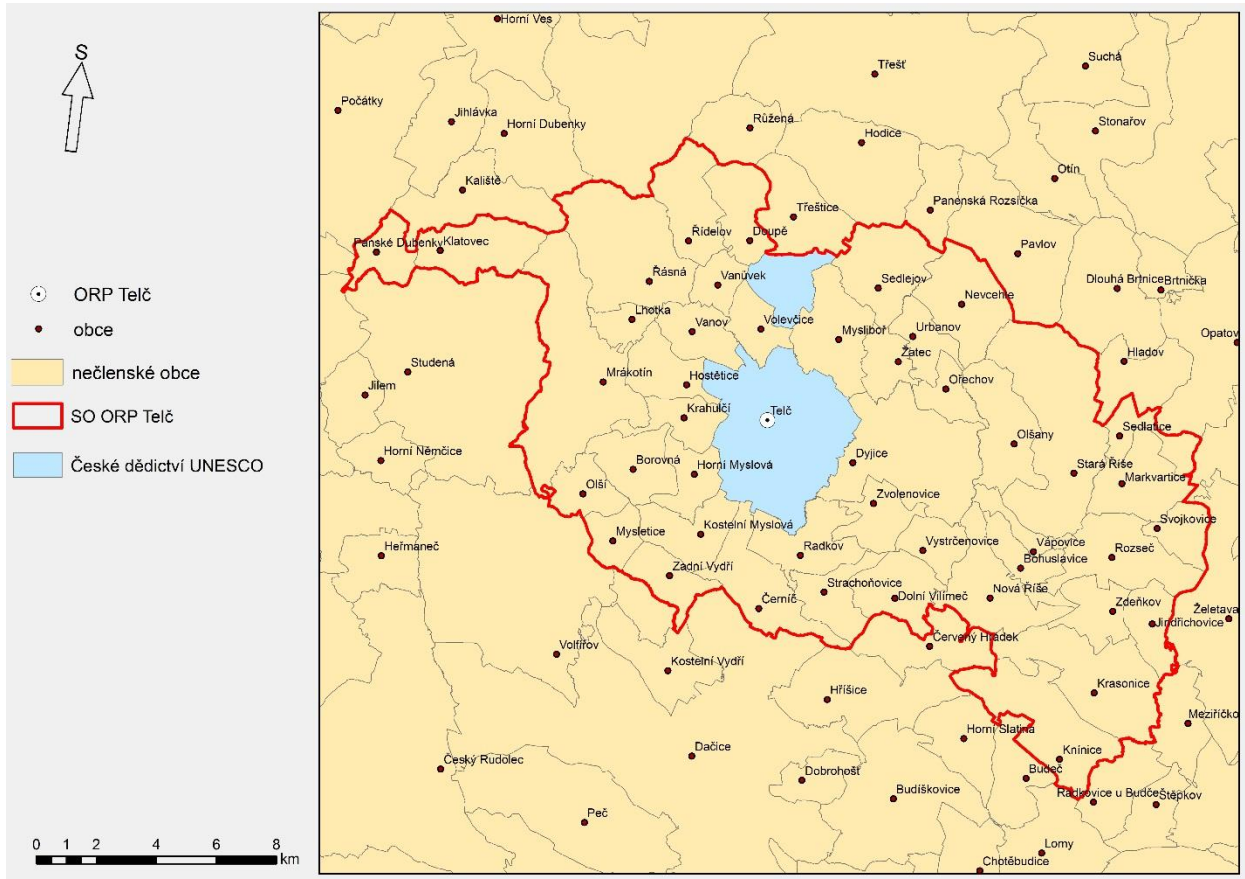 S
ORP Telč
obce
nečlenské obce
SO ORP Telč
České dědictví UNESCO
0 1 2 4 6 8
km
Horní Ves
Třešť
Suchá
Počátky
Jihlávka
Horní Dubenky
Růžená
Hodice
Stonařov
Otín
Kaliště
Třeštice
Panenská Rozsíčka
Panské Dubenky
Klatovec
Řídelov
Doupě
Pavlov
Řásná
Vanůvek
Sedlejov
Nevcehle
Dlouhá Brtnice
Brtnička
Lhotka
Vanov
Volevčice
Mysliboř
Urbanov
Opatov
Žatec
Hladov
Studená
Mrákotín
Hostětice
Ořechov
Jilem
Krahulčí
Telč
Olšany
Sedlatice
Horní Němčice
Borovná
Horní Myslová
Dyjice
Stará Říše
Markvartice
Olší
Zvolenovice
Svojkovice
Kostelní Myslová
Mysletice
Radkov
Vystrčenovice
Vápovice
Bohuslavice
Rozseč
Heřmaneč
Zadní Vydří
Strachoňovice
Dolní Vilímeč
Nová Říše
Černíč
Zdeňkov
Želetava
Jindřichovice
Červený Hrádek
Volfířov
Kostelní Vydří
Hříšice
Krasonice
Meziříčko
Horní Slatina
Dačice
Knínice
Český Rudolec
Dobrohošť
Budeč
Budíškovice
Radkovice u Budče
Štěpkov
Peč
Lomy
Chotěbudice